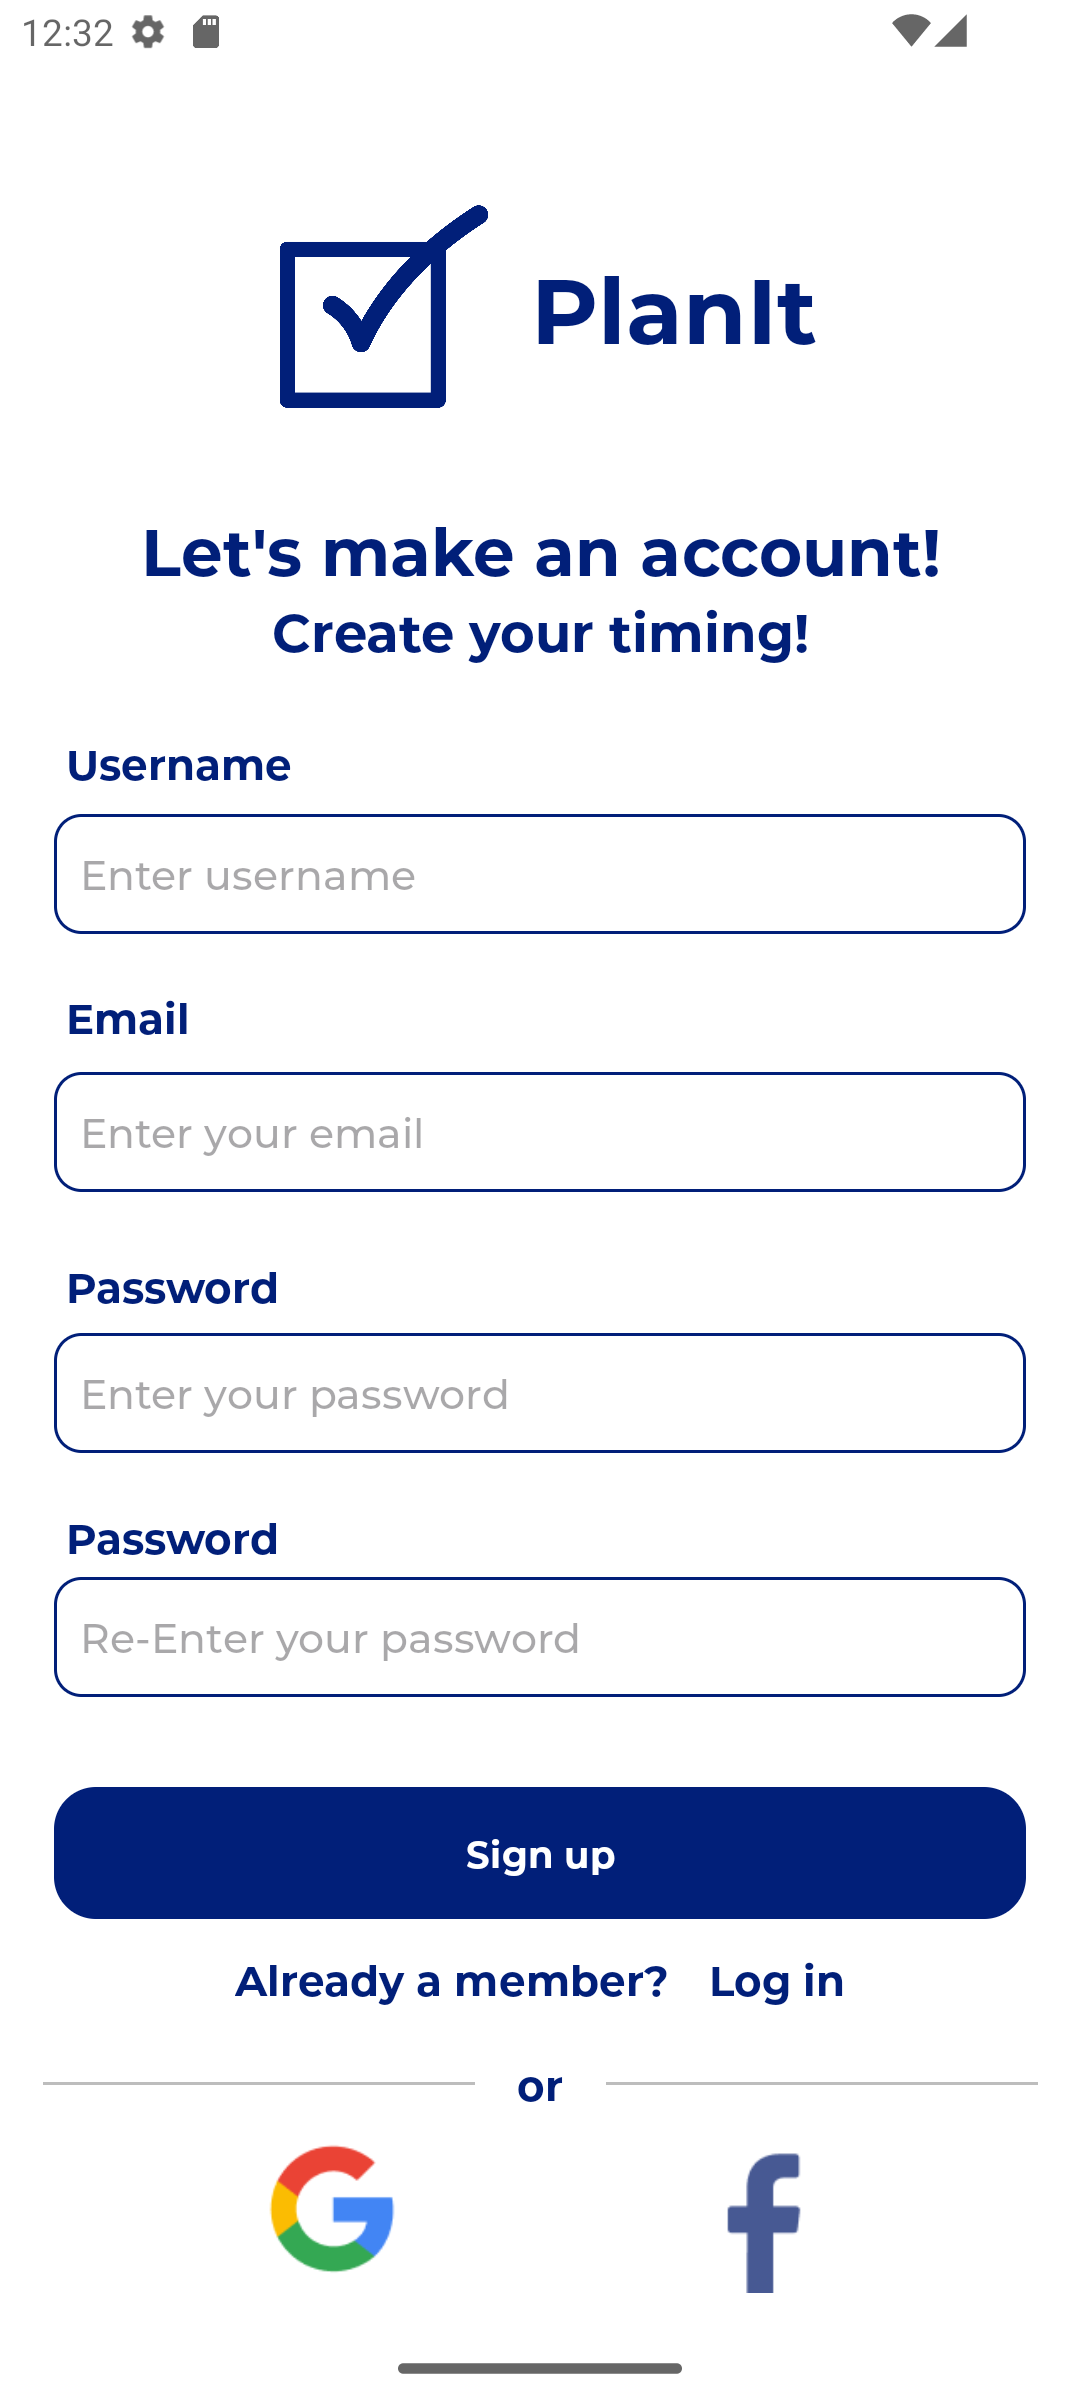 12:32
PlanIt
Let's make an account!
Create your timing!
Username
Enter username
Email
Enter your email
Password
Enter your password
Password
Re-Enter your password
Sign up
Already a member? Log in
or